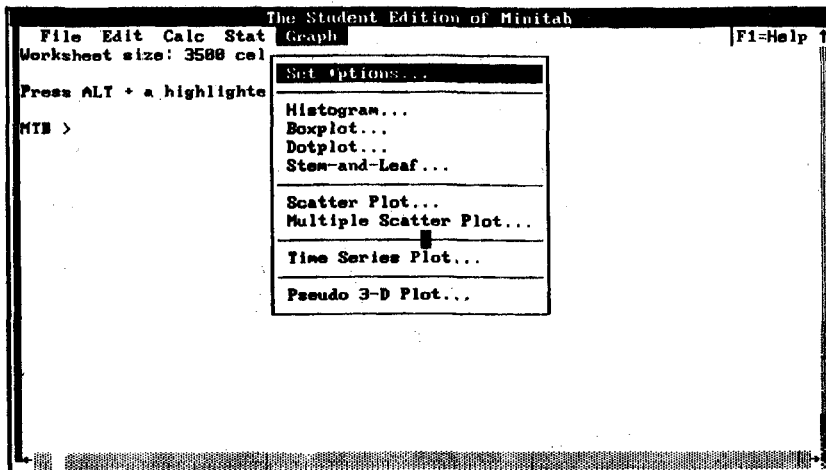 The Student Edition of Minitab
File Edit Calc Stat Graph F1=Help
Worksheet size: 3500 cel
Set Options...
Press ALT + a highlighte
Histogram...
MTB >
Boxplot...
Dotplot...
Stem-and-Leaf...
Scatter Plot...
Multiple Scatter Plot...
Time Series Plot...
Pseudo 3-D Plot...